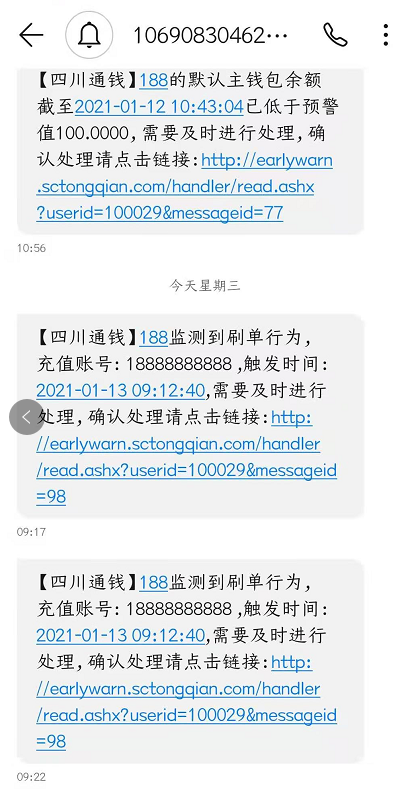 10690830462···
【四川通钱】188的默认主钱包余额
截至2021-01-12 10:43:04已低于预警
值100.0000，需要及时进行处理，确
认处理请点击链接：http://earlywarn
.sctongqian.com/handler/read.ashx
?userid=100029&messageid=77
10:56
今天星期三
【四川通钱】188监测到刷单行为，
充值账号：18888888888 ,触发时间：
2021-01-13 09:12:40,需要及时进行
处理，确认处理请点击链接：http:
//earlywarn.sctongqian.com/handler
/read.ashx?userid=100029&messageid
=98
09:17
【四川通钱】188监测到刷单行为，
充值账号：18888888888 ,触发时间：
2021-01-13 09:12:40,需要及时进行
处理，确认处理请点击链接：http:
//earlywarn.sctongqian.com/handler
/read.ashx?userid=100029&messageid
=98
09:22